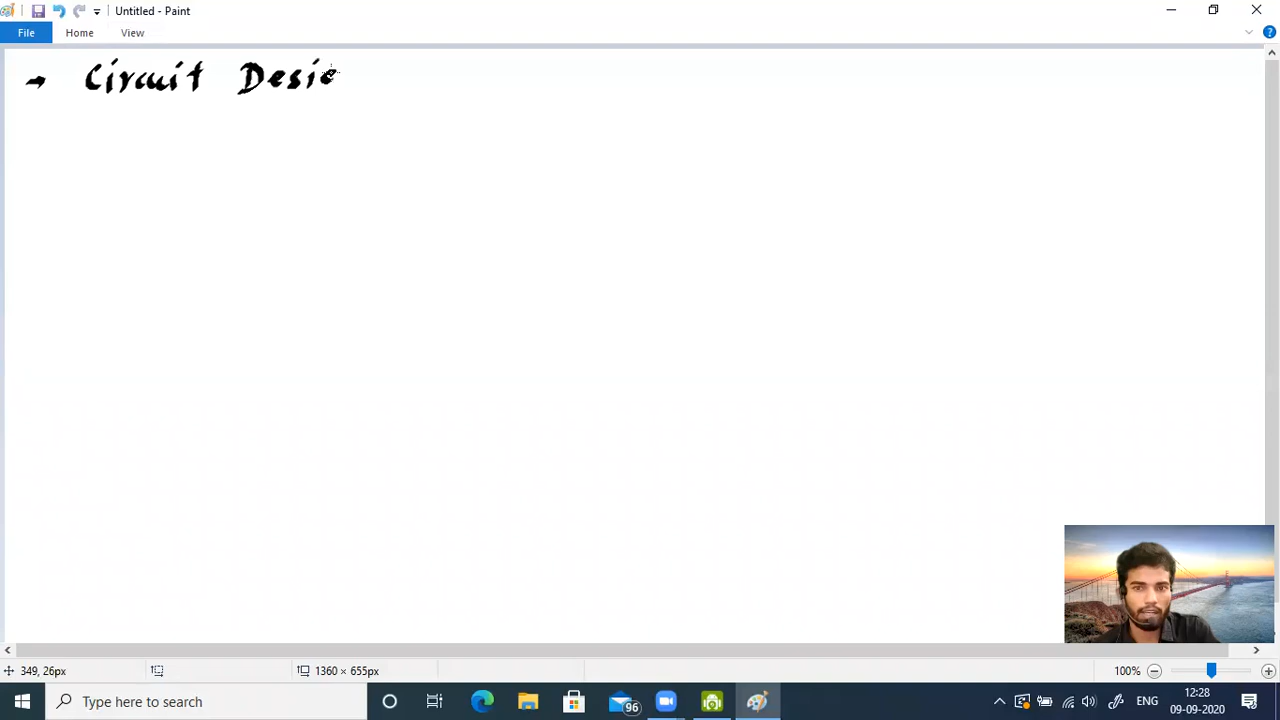 Untitled - Paint
File Home View
→ Circuit Desig
349, 26px 1360 × 655px 100%
Type here to search 96 ENG 12:28
09-09-2020